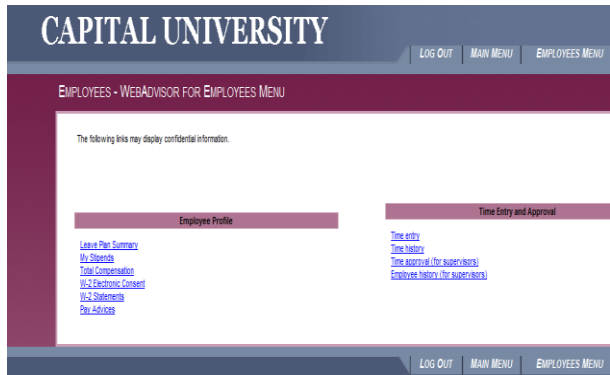 CAPITAL UNIVERSITY
LOG OUT MAIN MENU EMPLOYEES MENU
EMPLOYEES - WEBADVISOR FOR EMPLOYEES MENU
The following links may display confidential information.
Employee Profile
Leave Plan Summary
My Stipends
Total Compensation
W-2 Electronic Consent
W-2 Statements
Pay Advices
Time Entry and Approval
Time entry
Time history
Time approval (for supervisors)
Employee history (for supervisors)
LOG OUT MAIN MENU EMPLOYEES MENU